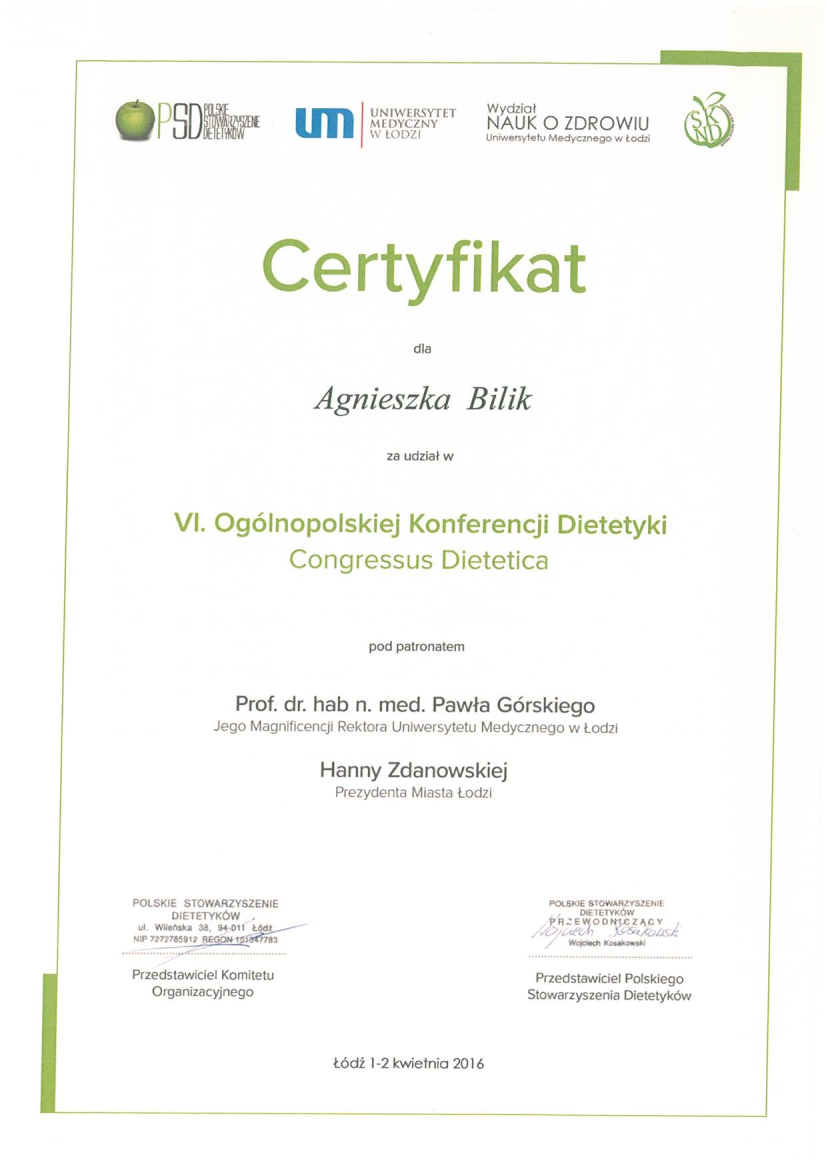 PSD POLSKIE
STOWARZYSZENIE
DIETETYKÓW
um UNIWERSYTET
MEDYCZNY
W ŁODZI
Wydział
NAUK O ZDROWIU
Uniwersytetu Medycznego w Łodzi
SKND
Certyfikat
dla
Agnieszka Bilik
za udział w
VI. Ogólnopolskiej Konferencji Dietetyki
Congressus Dietetica
pod patronatem
Prof. dr. hab n. med. Pawła Górskiego
Jego Magnificencji Rektora Uniwersytetu Medycznego w Łodzi
Hanny Zdanowskiej
Prezydenta Miasta Łodzi
POLSKIE STOWARZYSZENIE
DIETETYKÓW
ul. Wileńska 38, 94-011 Łódź
NIP 7272785912 REGON 101347783
Przedstawiciel Komitetu
Organizacyjnego
POLSKIE STOWARZYSZENIE
DIETETYKÓW
PRZEWODNICZĄCY
Wojciech Kosakowski
Wojciech Kosakowski
Przedstawiciel Polskiego
Stowarzyszenia Dietetyków
Łódź 1-2 kwietnia 2016